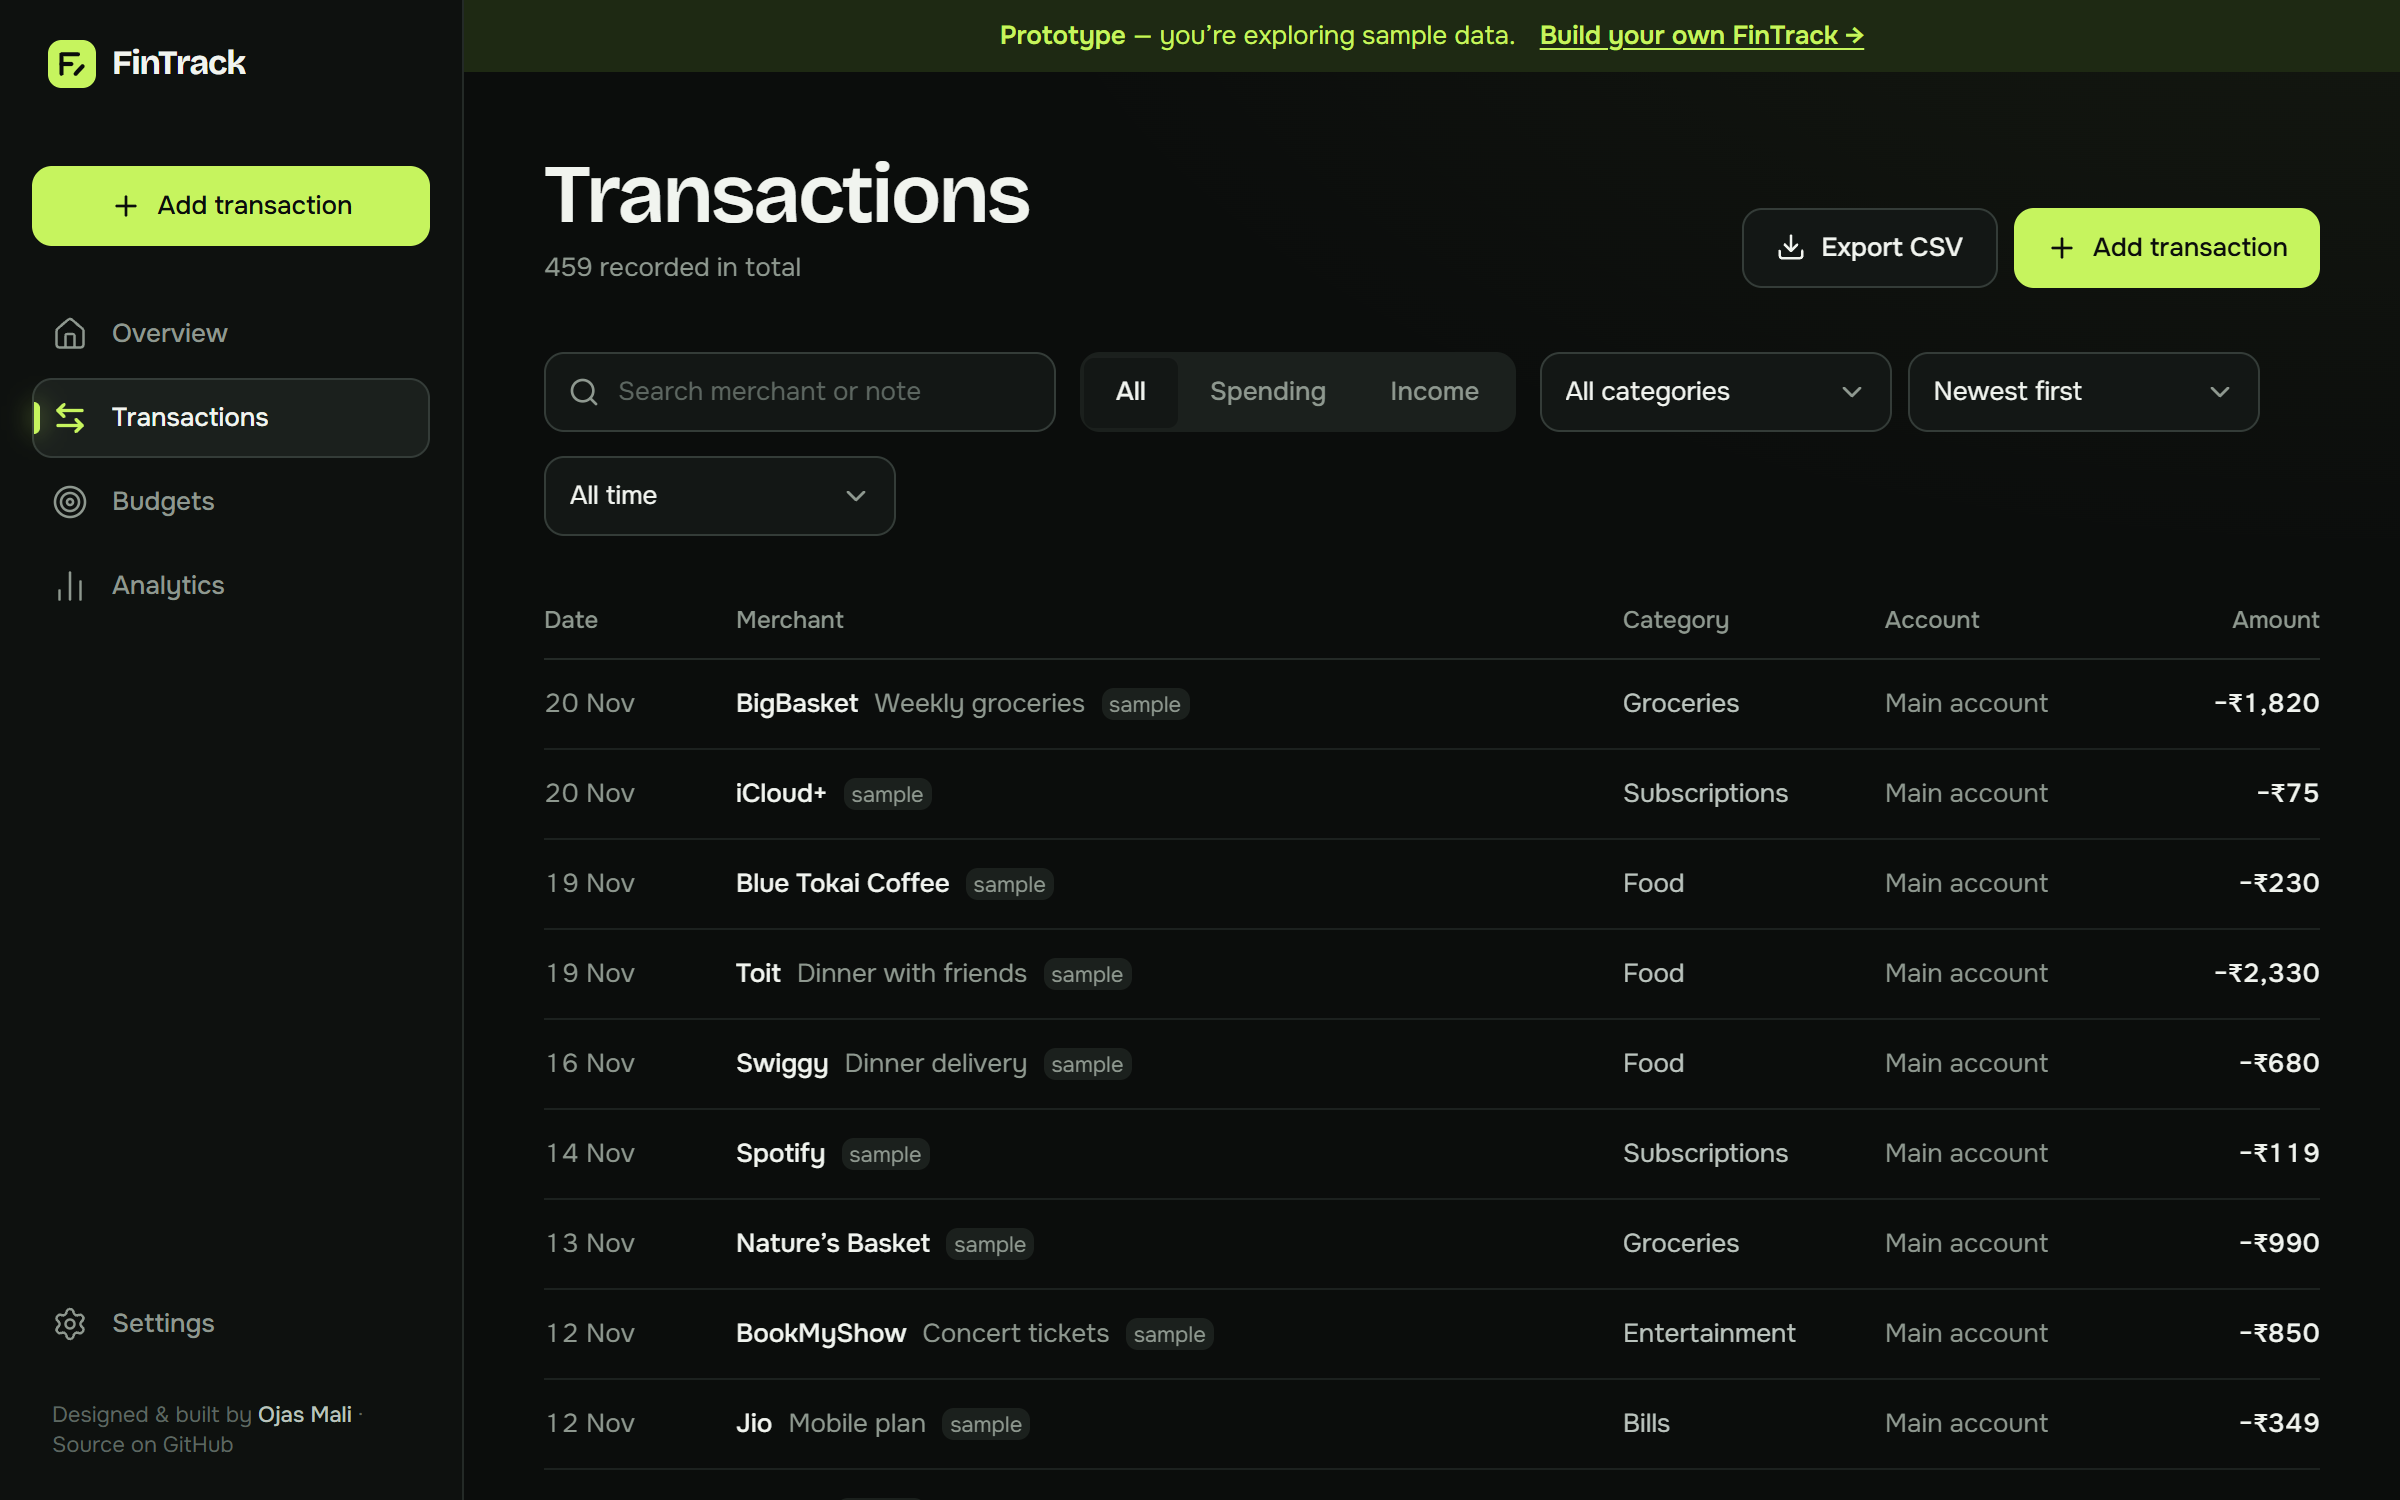 FinTrack
Add transaction
Overview
Transactions
Budgets
Analytics
Settings
Designed & built by Ojas Mali ·
Source on GitHub
Prototype — you’re exploring sample data. Build your own FinTrack →
Transactions
459 recorded in total
Export CSV
Add transaction
Search merchant or note
All Spending Income
All categories
Newest first
All time
Date Merchant Category Account Amount
20 Nov BigBasket Weekly groceries sample Groceries Main account −₹1,820
20 Nov iCloud+ sample Subscriptions Main account −₹75
19 Nov Blue Tokai Coffee sample Food Main account −₹230
19 Nov Toit Dinner with friends sample Food Main account −₹2,330
16 Nov Swiggy Dinner delivery sample Food Main account −₹680
14 Nov Spotify sample Subscriptions Main account −₹119
13 Nov Nature’s Basket sample Groceries Main account −₹990
12 Nov BookMyShow Concert tickets sample Entertainment Main account −₹850
12 Nov Jio Mobile plan sample Bills Main account −₹349